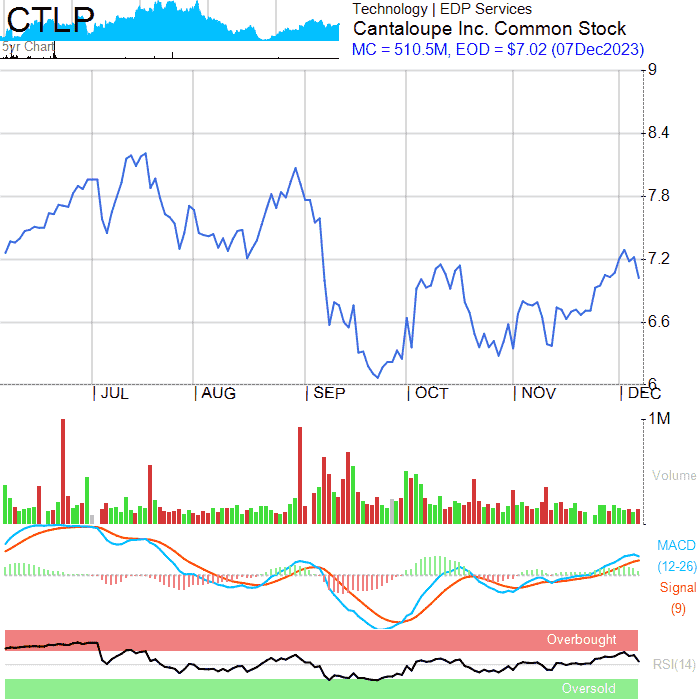 CTLP
5yr Chart
Technology | EDP Services
Cantaloupe Inc. Common Stock
MC = 510.5M, EOD = $7.02 (07Dec2023)
9
8.4
7.8
7.2
6.6
6
JUL AUG SEP OCT NOV DEC
1M
Volume
MACD
(12-26)
Signal
(9)
Overbought
RSI(14)
Oversold